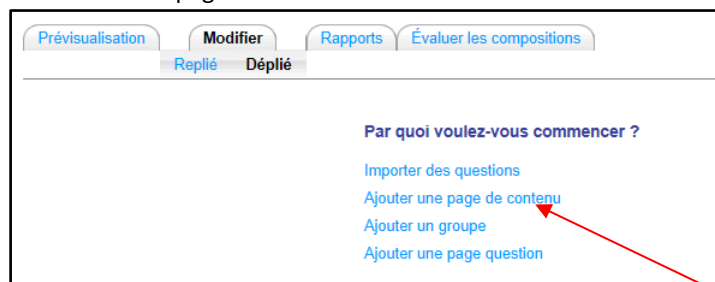 page
Prévisualisation Modifier Rapports Évaluer les compositions
Replié Déplié
Par quoi voulez-vous commencer ?
Importer des questions
Ajouter une page de contenu
Ajouter un groupe
Ajouter une page question